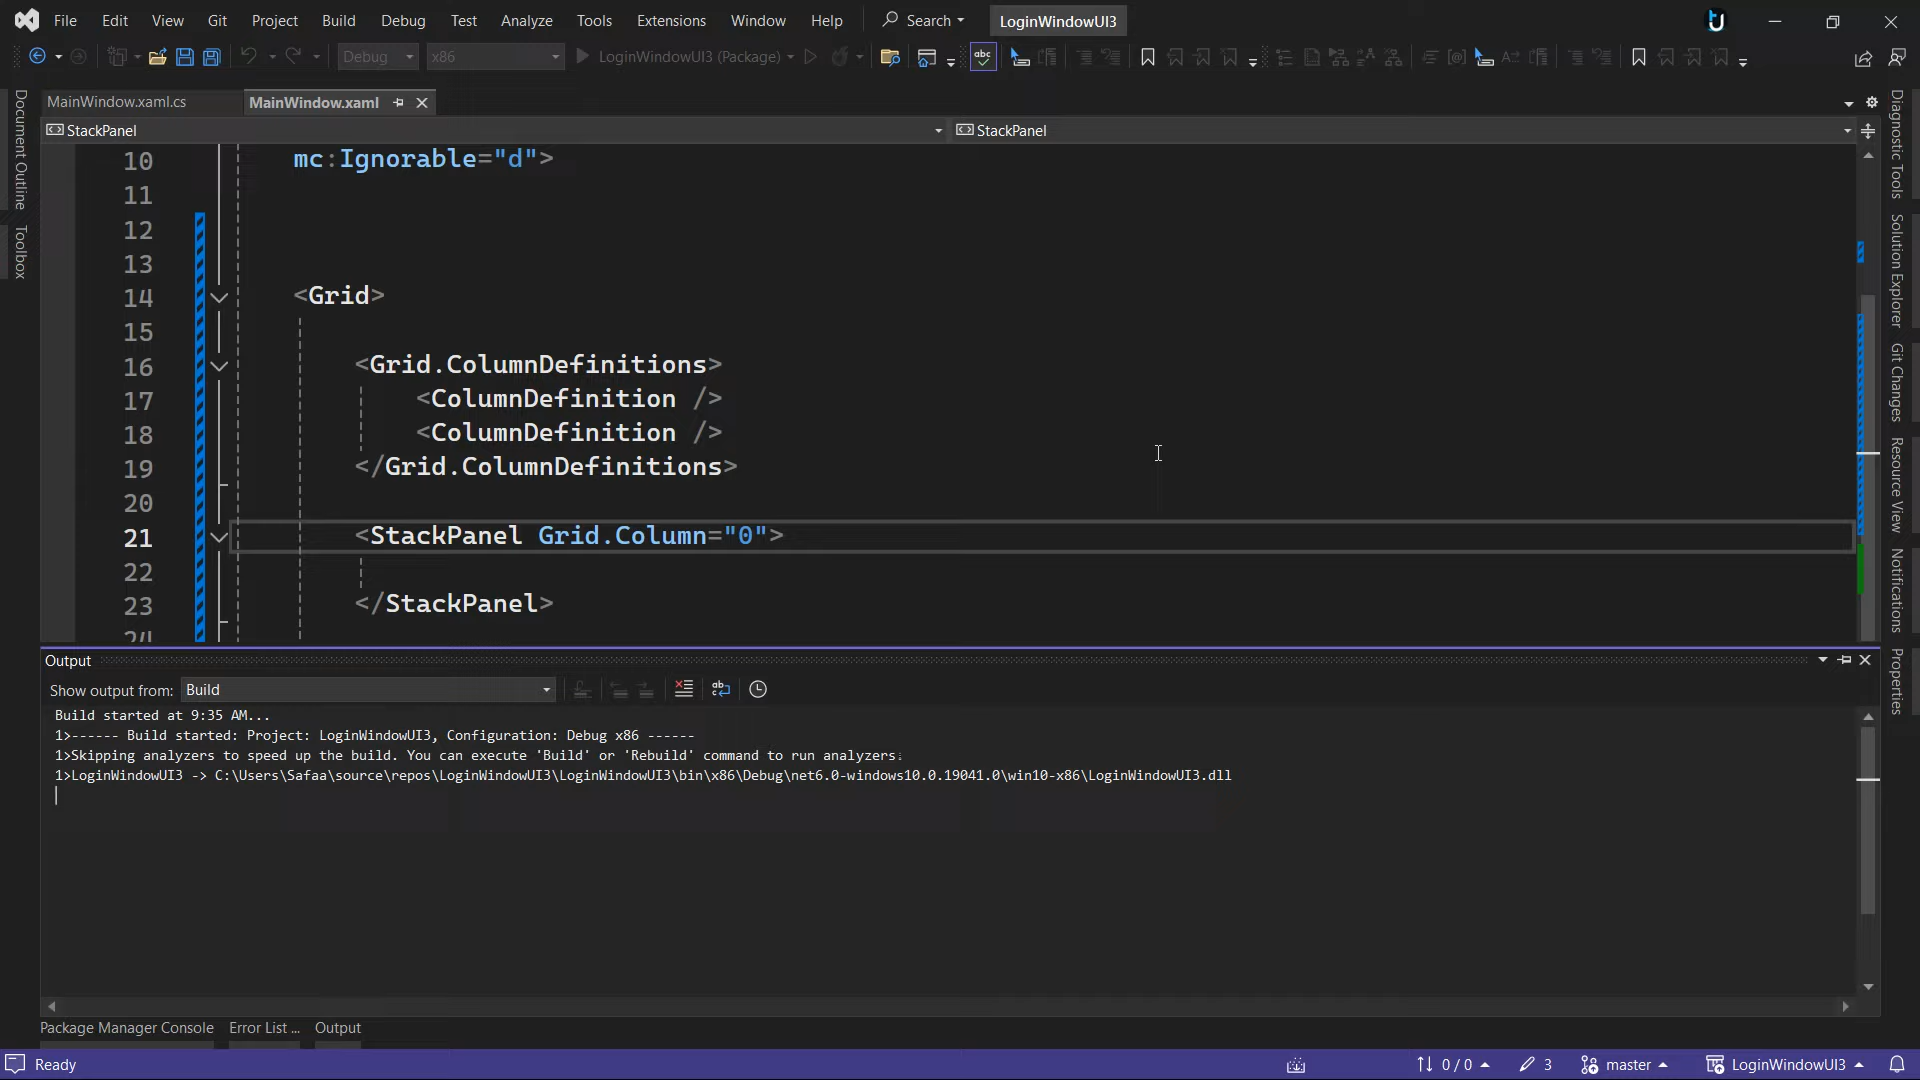 File Edit View Git Project Build Debug Test Analyze Tools Extensions Window Help Search LoginWindowUI3
Debug x86 LoginWindowUI3 (Package)
MainWindow.xaml.cs MainWindow.xaml
StackPanel StackPanel
10 mc:Ignorable="d">
11
12
13
14 <Grid>
15
16 <Grid.ColumnDefinitions>
17 <ColumnDefinition />
18 <ColumnDefinition />
19 </Grid.ColumnDefinitions>
20
21 <StackPanel Grid.Column="0">
22
23 </StackPanel>
24
Document Outline
Toolbox
Diagnostic Tools
Solution Explorer
Git Changes
Resource View
Notifications
Properties
Output
Show output from: Build
Build started at 9:35 AM...
1>------ Build started: Project: LoginWindowUI3, Configuration: Debug x86 ------
1>Skipping analyzers to speed up the build. You can execute 'Build' or 'Rebuild' command to run analyzers.
1>LoginWindowUI3 -> C:\Users\Safaa\source\repos\LoginWindowUI3\LoginWindowUI3\bin\x86\Debug\net6.0-windows10.0.19041.0\win10-x86\LoginWindowUI3.dll
Package Manager Console Error List ... Output
Ready 0 / 0 3 master LoginWindowUI3